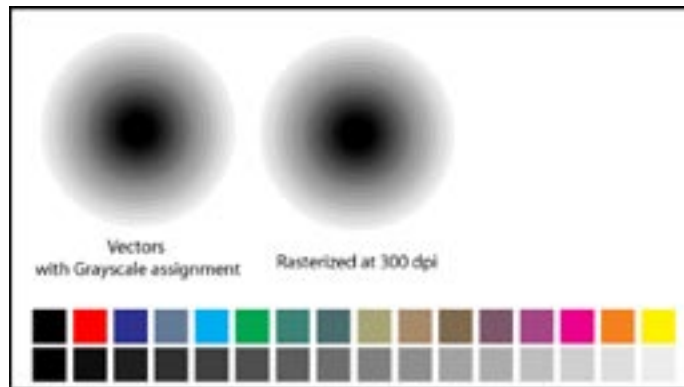 Vectors
with Grayscale assignment
Rasterized at 300 dpi